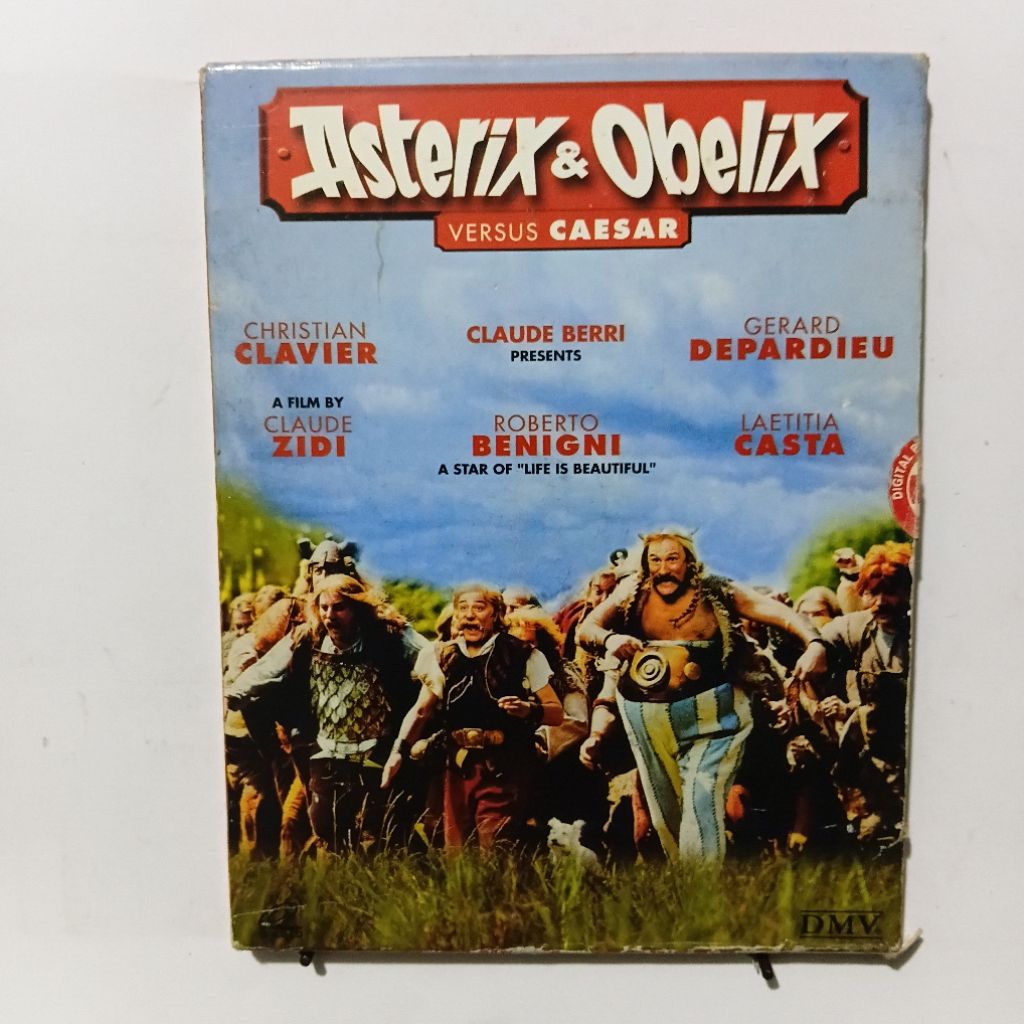 Asterix & Obelix
VERSUS CAESAR
CHRISTIAN
CLAVIER
CLAUDE BERRI
PRESENTS
GERARD
DEPARDIEU
A FILM BY
CLAUDE
ZIDI
ROBERTO
BENIGNI
A STAR OF "LIFE IS BEAUTIFUL"
LAETITIA
CASTA
DIGITAL
DMV